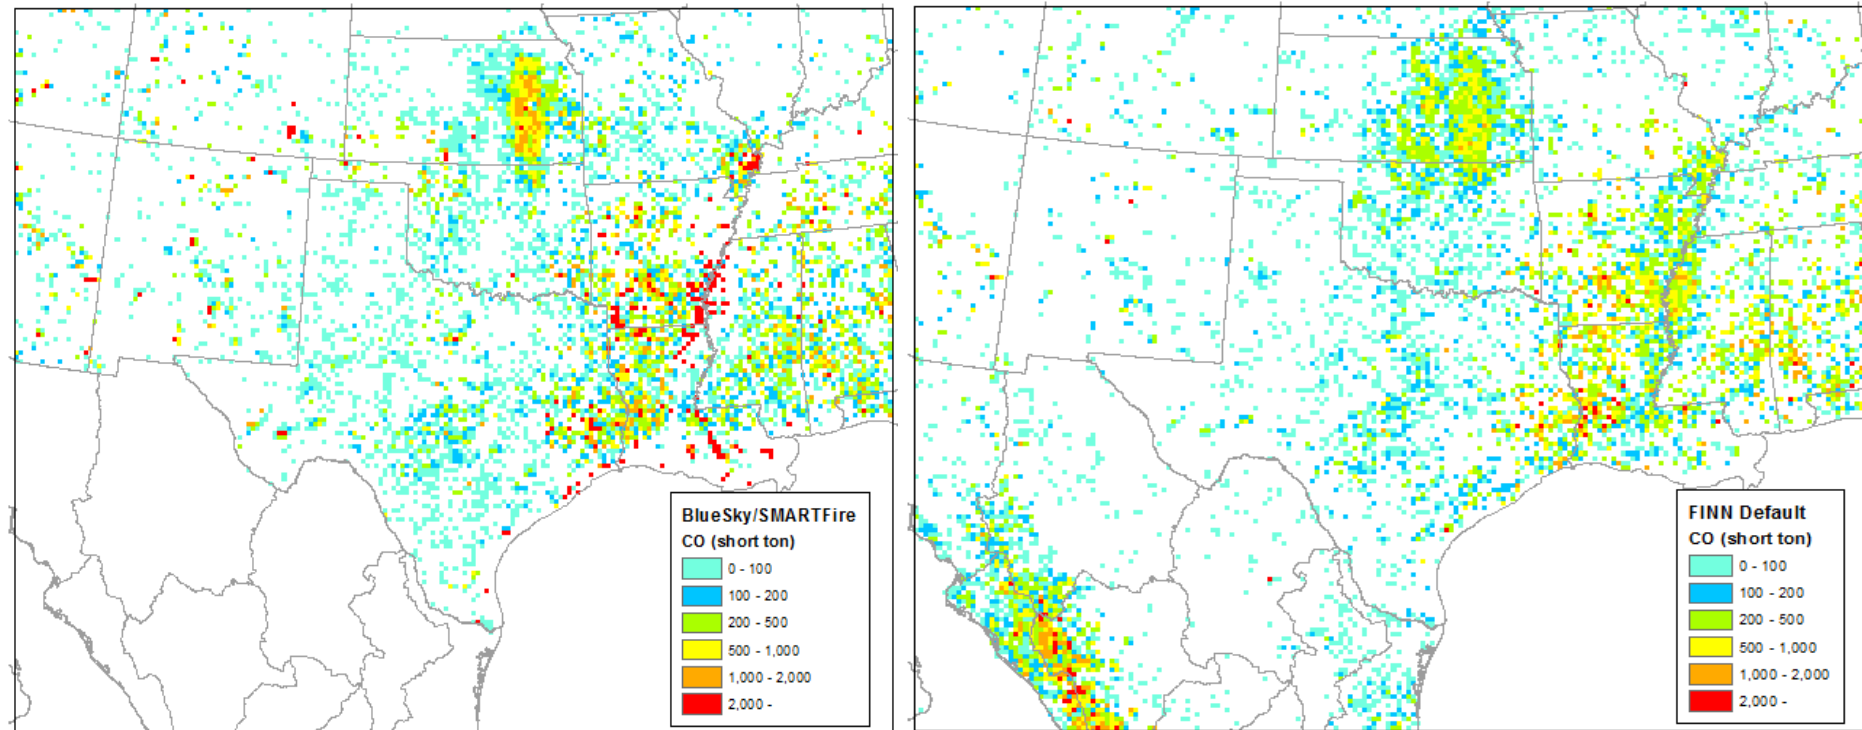 BlueSky/SMARTFire
CO (short ton)
0 - 100
100 - 200
200 - 500
500 - 1,000
1,000 - 2,000
2,000 -
FINN Default
CO (short ton)
0 - 100
100 - 200
200 - 500
500 - 1,000
1,000 - 2,000
2,000 -